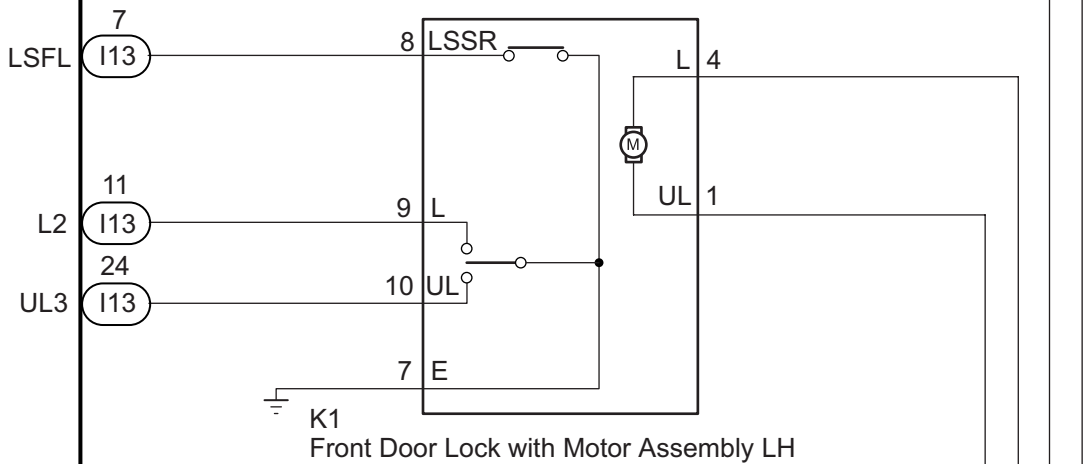 7
LSFL I13 8 LSSR
L 4
M
11
UL 1
L2 I13 9 L
24
UL3 I13 10 UL
7 E
K1
Front Door Lock with Motor Assembly LH